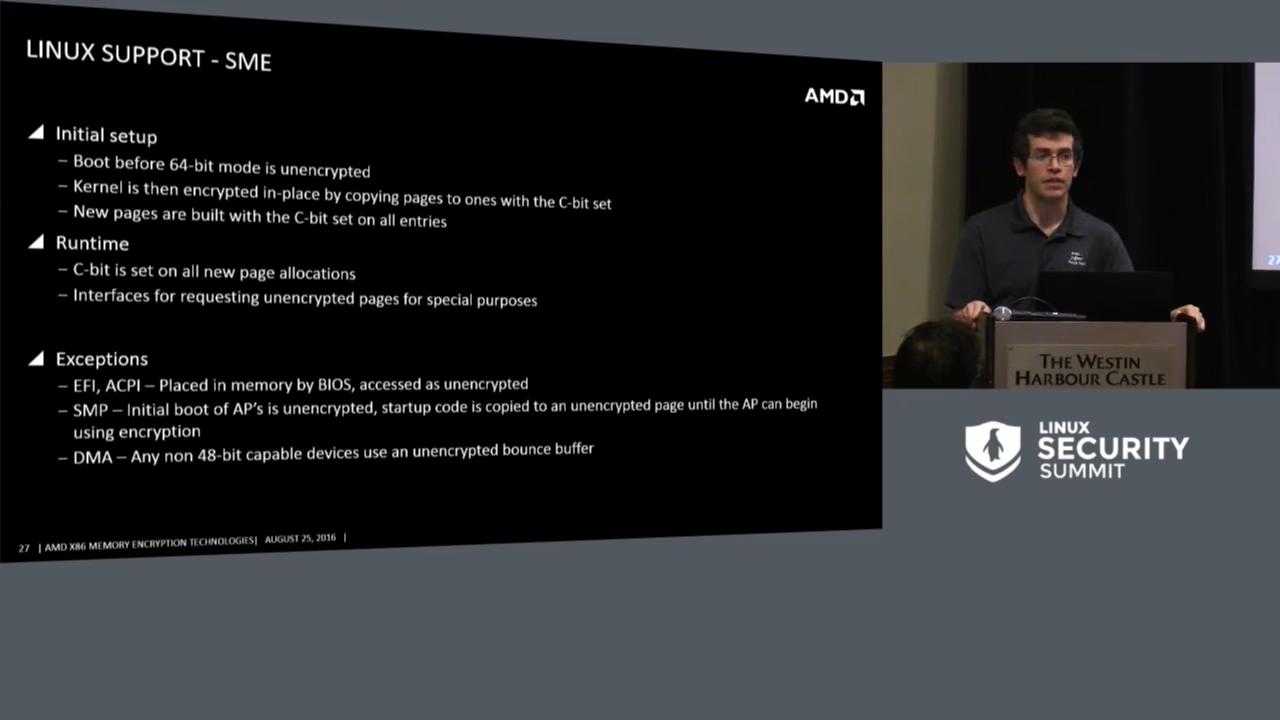 LINUX SUPPORT - SME
AMD
Initial setup
– Boot before 64-bit mode is unencrypted
– Kernel is then encrypted in-place by copying pages to ones with the C-bit set
– New pages are built with the C-bit set on all entries
Runtime
– C-bit is set on all new page allocations
– Interfaces for requesting unencrypted pages for special purposes
Exceptions
– EFI, ACPI – Placed in memory by BIOS, accessed as unencrypted
– SMP – Initial boot of AP's is unencrypted, startup code is copied to an unencrypted page until the AP can begin
using encryption
– DMA – Any non 48-bit capable devices use an unencrypted bounce buffer
27 | AMD X86 MEMORY ENCRYPTION TECHNOLOGIES| AUGUST 25, 2016 |
27
THE WESTIN
HARBOUR CASTLE
LINUX
SECURITY
SUMMIT